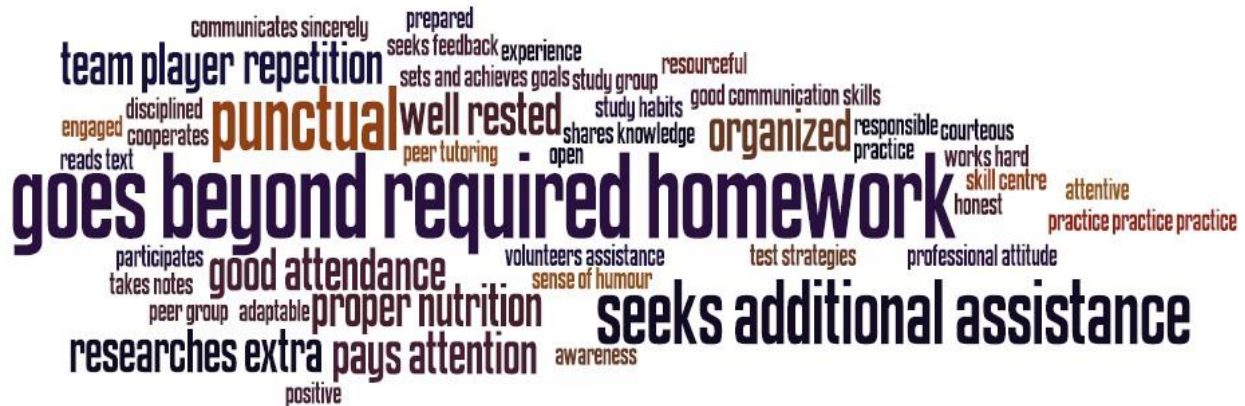 communicates sincerely prepared
team player repetition seeks feedback experience
sets and achieves goals study group resourceful
disciplined punctual well rested study habits good communication skills
engaged cooperates shares knowledge organized responsible courteous
reads text peer tutoring open practice works hard
goes beyond required homework skill centre attentive
honest practice practice practice
participates good attendance volunteers assistance test strategies professional attitude
takes notes sense of humour
peer group adaptable proper nutrition seeks additional assistance
researches extra pays attention awareness
positive